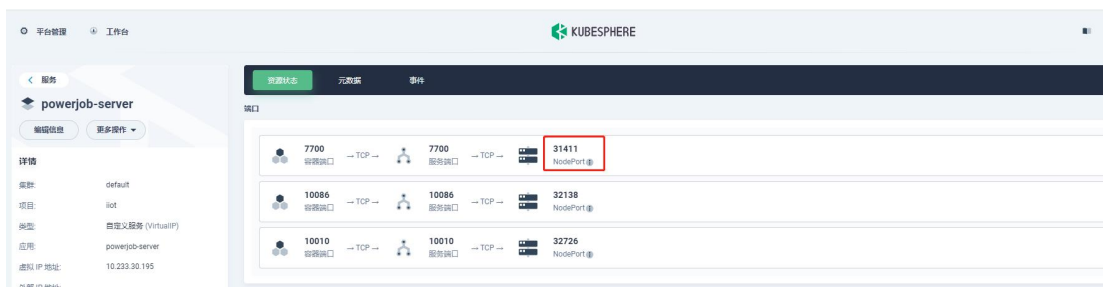 平台管理 工作台 KUBESPHERE
服务
powerjob-server
编辑信息 更多操作
详情
集群: default
项目: iiot
类型: 自定义服务 (VirtualIP)
应用: powerjob-server
虚拟 IP 地址: 10.233.30.195
资源状态 元数据 事件
端口
7700 → TCP → 7700 → TCP → 31411
容器端口 服务端口 NodePort
10086 → TCP → 10086 → TCP → 32138
容器端口 服务端口 NodePort
10010 → TCP → 10010 → TCP → 32726
容器端口 服务端口 NodePort